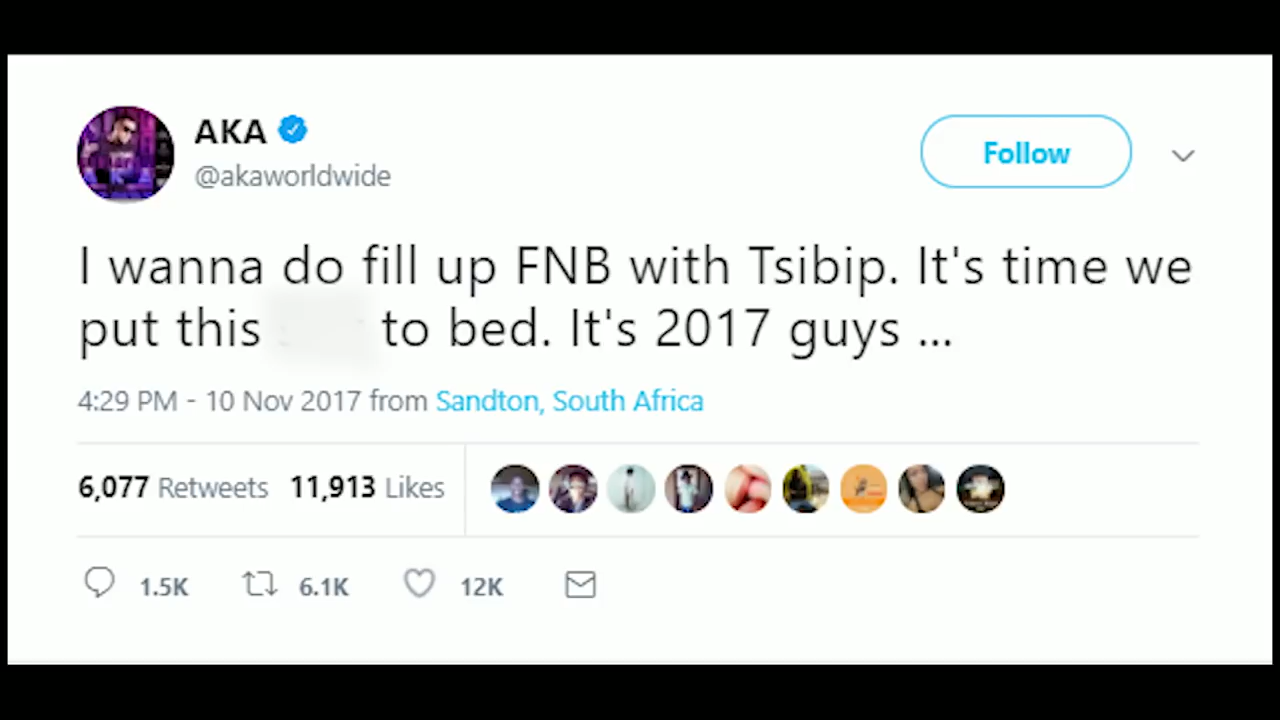 AKA
@akaworldwide
Follow
I wanna do fill up FNB with Tsibip. It's time we
put this to bed. It's 2017 guys ...
4:29 PM - 10 Nov 2017 from Sandton, South Africa
6,077 Retweets 11,913 Likes
1.5K 6.1K 12K